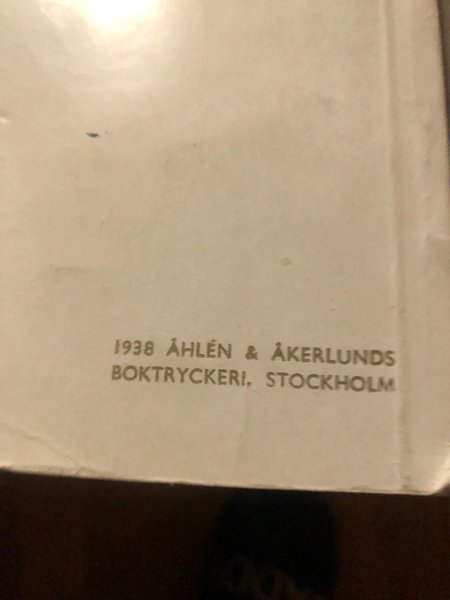 1938 ÅHLÉN & ÅKERLUNDS
BOKTRYCKERI, STOCKHOLM